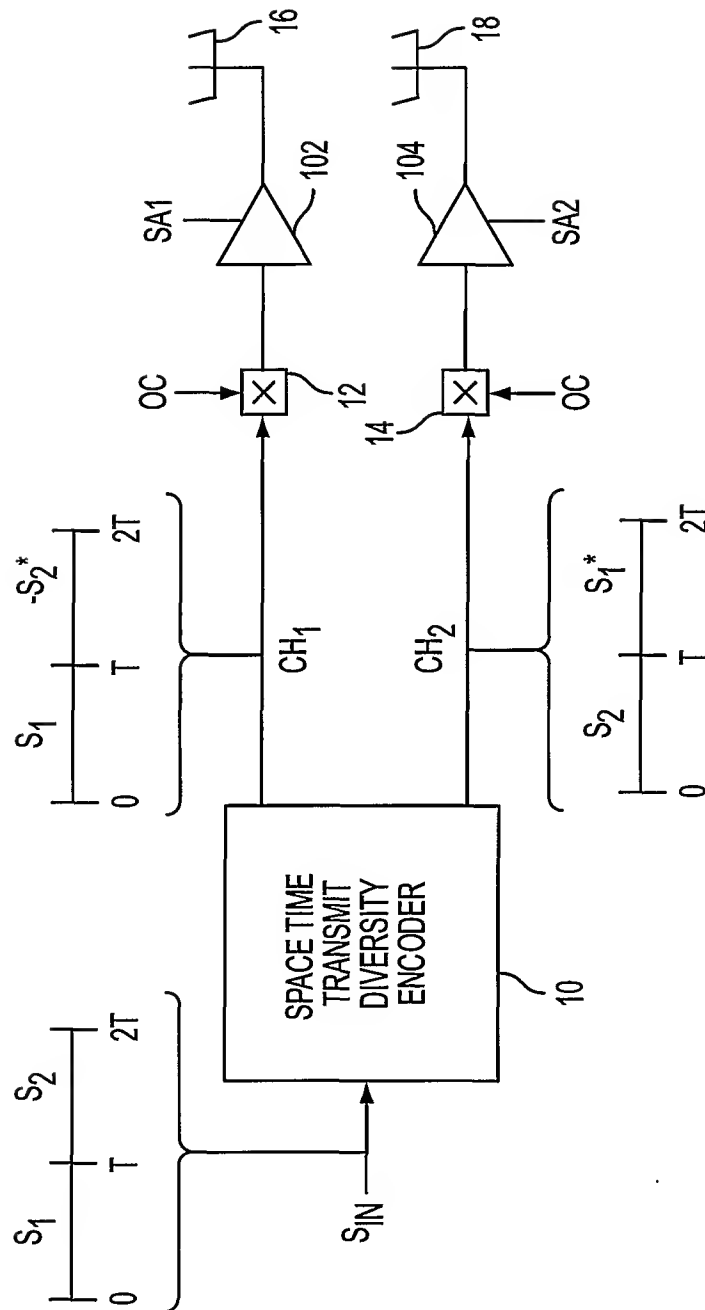 S1 S2
0 T 2T
SIN
SPACE TIME
TRANSMIT
DIVERSITY
ENCODER
10
S1 -S2*
0 T 2T
CH1
OC
12
SA1
102
16
CH2
S2 S1*
0 T 2T
14
OC
104
SA2
18